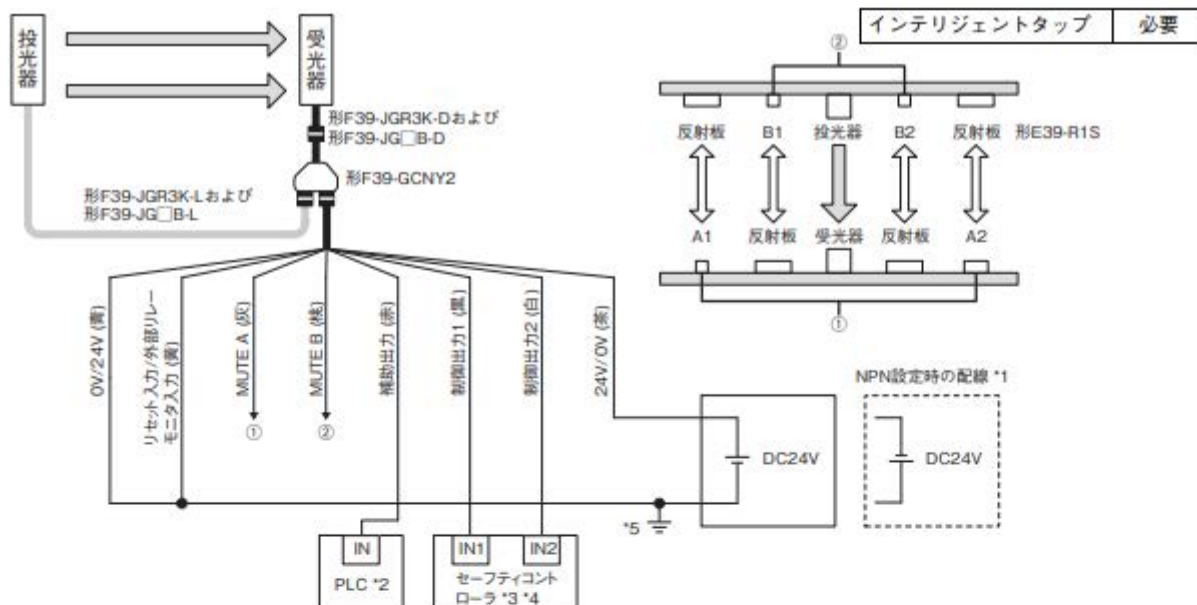 インテリジェントタップ 必要
投光器
受光器
形F39-JGR3K-Dおよび
形F39-JG□B-D
形F39-GCNY2
形F39-JGR3K-Lおよび
形F39-JG□B-L
②
反射板 B1 投光器 B2 反射板 形E39-R1S
A1 反射板 受光器 反射板 A2
①
0V/24V (青)
リセット入力/外部リレー
モニタ入力 (黄)
MUTE A (灰)
MUTE B (桃)
補助出力 (赤)
制御出力1 (黒)
制御出力2 (白)
24V/0V (茶)
① ②
NPN設定時の配線 *1
DC24V
DC24V
*5
IN
PLC *2
IN1 IN2
セーフティコント
ローラ *3 *4